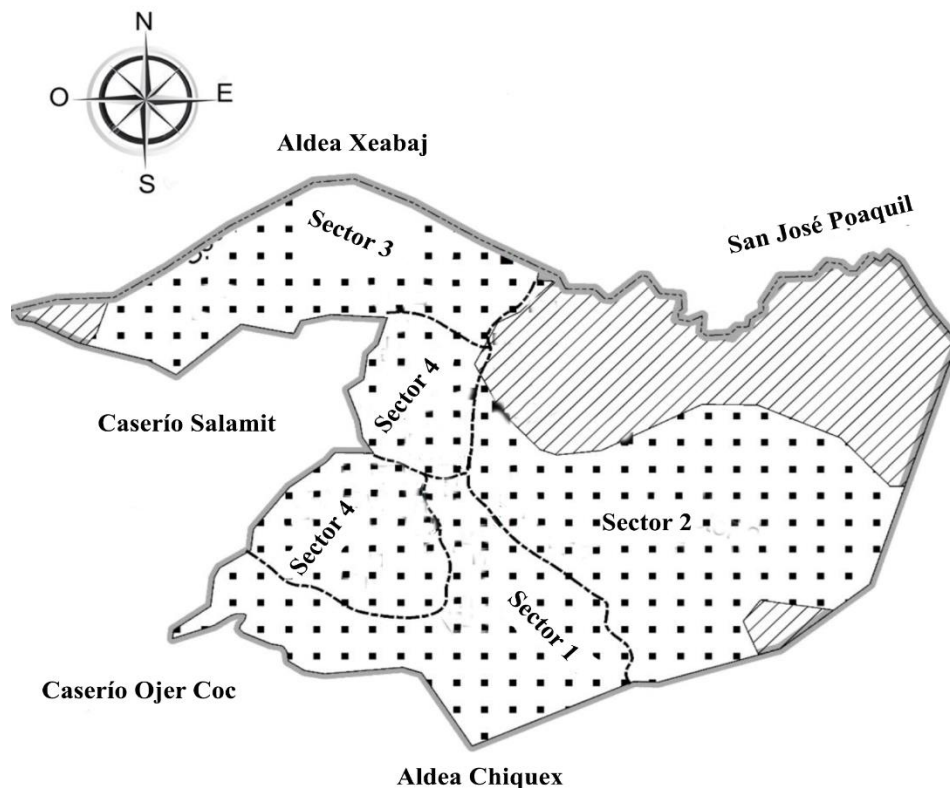 N
O
E
S
Aldea Xeabaj
San José Poaquil
Sector 3
Sector 4
Caserío Salamit
Sector 4
Sector 2
Sector 1
Caserío Ojer Coc
Aldea Chiquex